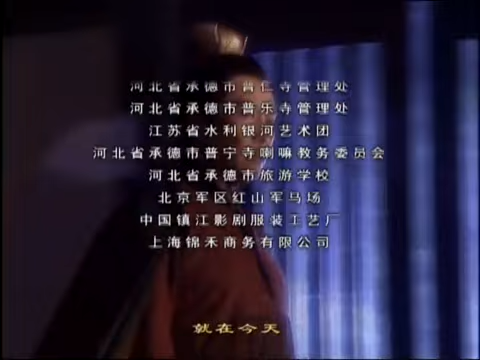 河北省承德市普仁寺管理处
河北省承德市普乐寺管理处
江苏省水利银河艺术团
河北省承德市普宁寺喇嘛教务委员会
河北省承德市旅游学校
北京军区红山军马场
中国镇江影剧服装工艺厂
上海锦禾商务有限公司
就在今天